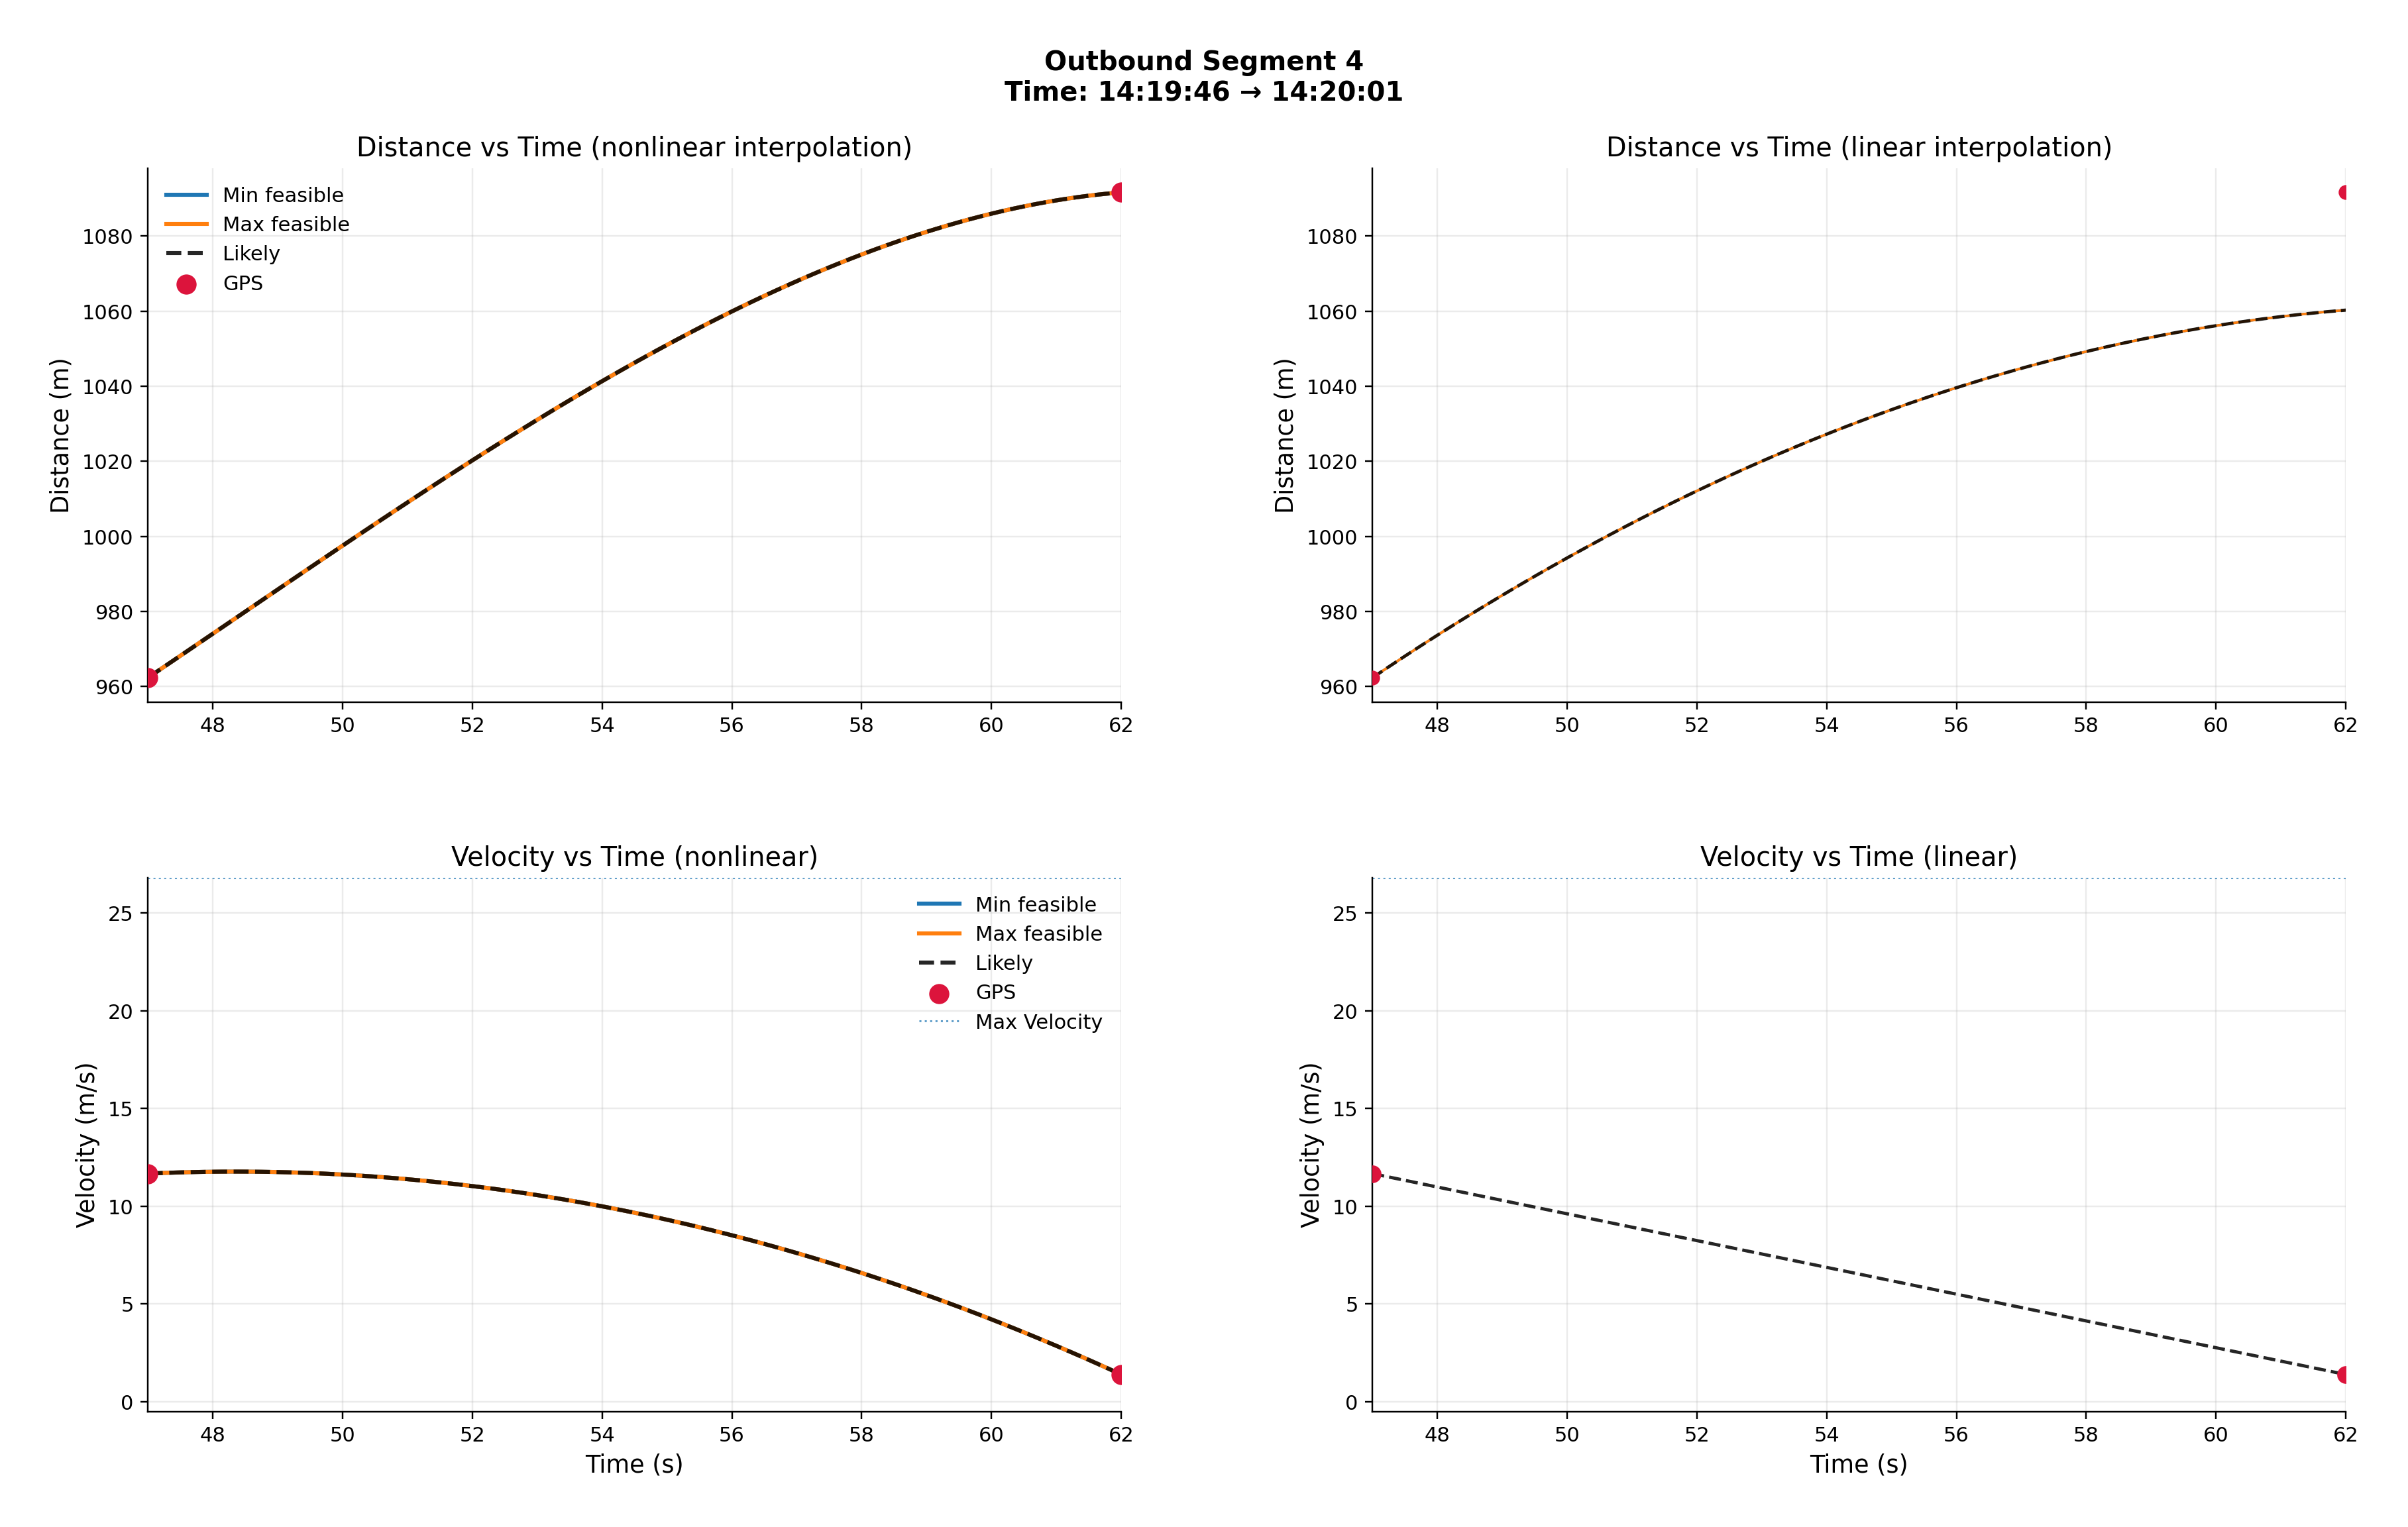 Outbound Segment 4
Time: 14:19:46 → 14:20:01
Distance vs Time (nonlinear interpolation)
Min feasible
Max feasible
Likely
GPS
Distance (m)
1080
1060
1040
1020
1000
980
960
48 50 52 54 56 58 60 62
Distance vs Time (linear interpolation)
Distance (m)
1080
1060
1040
1020
1000
980
960
48 50 52 54 56 58 60 62
Velocity vs Time (nonlinear)
Min feasible
Max feasible
Likely
GPS
Max Velocity
Velocity (m/s)
25
20
15
10
5
0
48 50 52 54 56 58 60 62
Time (s)
Velocity vs Time (linear)
Velocity (m/s)
25
20
15
10
5
0
48 50 52 54 56 58 60 62
Time (s)